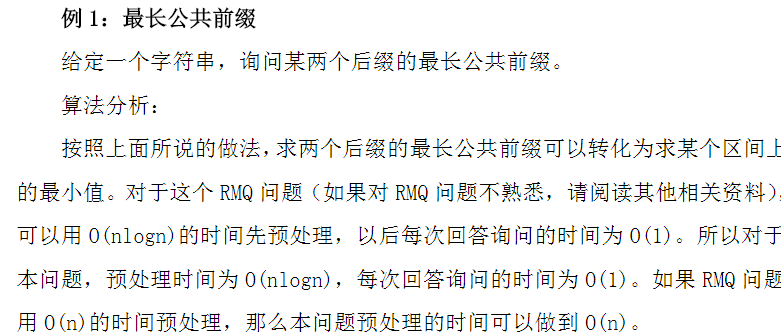 例 1：最长公共前缀
给定一个字符串，询问某两个后缀的最长公共前缀。
算法分析：
按照上面所说的做法，求两个后缀的最长公共前缀可以转化为求某个区间上
的最小值。对于这个 RMQ 问题（如果对 RMQ 问题不熟悉，请阅读其他相关资料），
可以用 O(nlogn)的时间先预处理，以后每次回答询问的时间为 O(1)。所以对于
本问题，预处理时间为 O(nlogn)，每次回答询问的时间为 O(1)。如果 RMQ 问题
用 O(n)的时间预处理，那么本问题预处理的时间可以做到 O(n)。